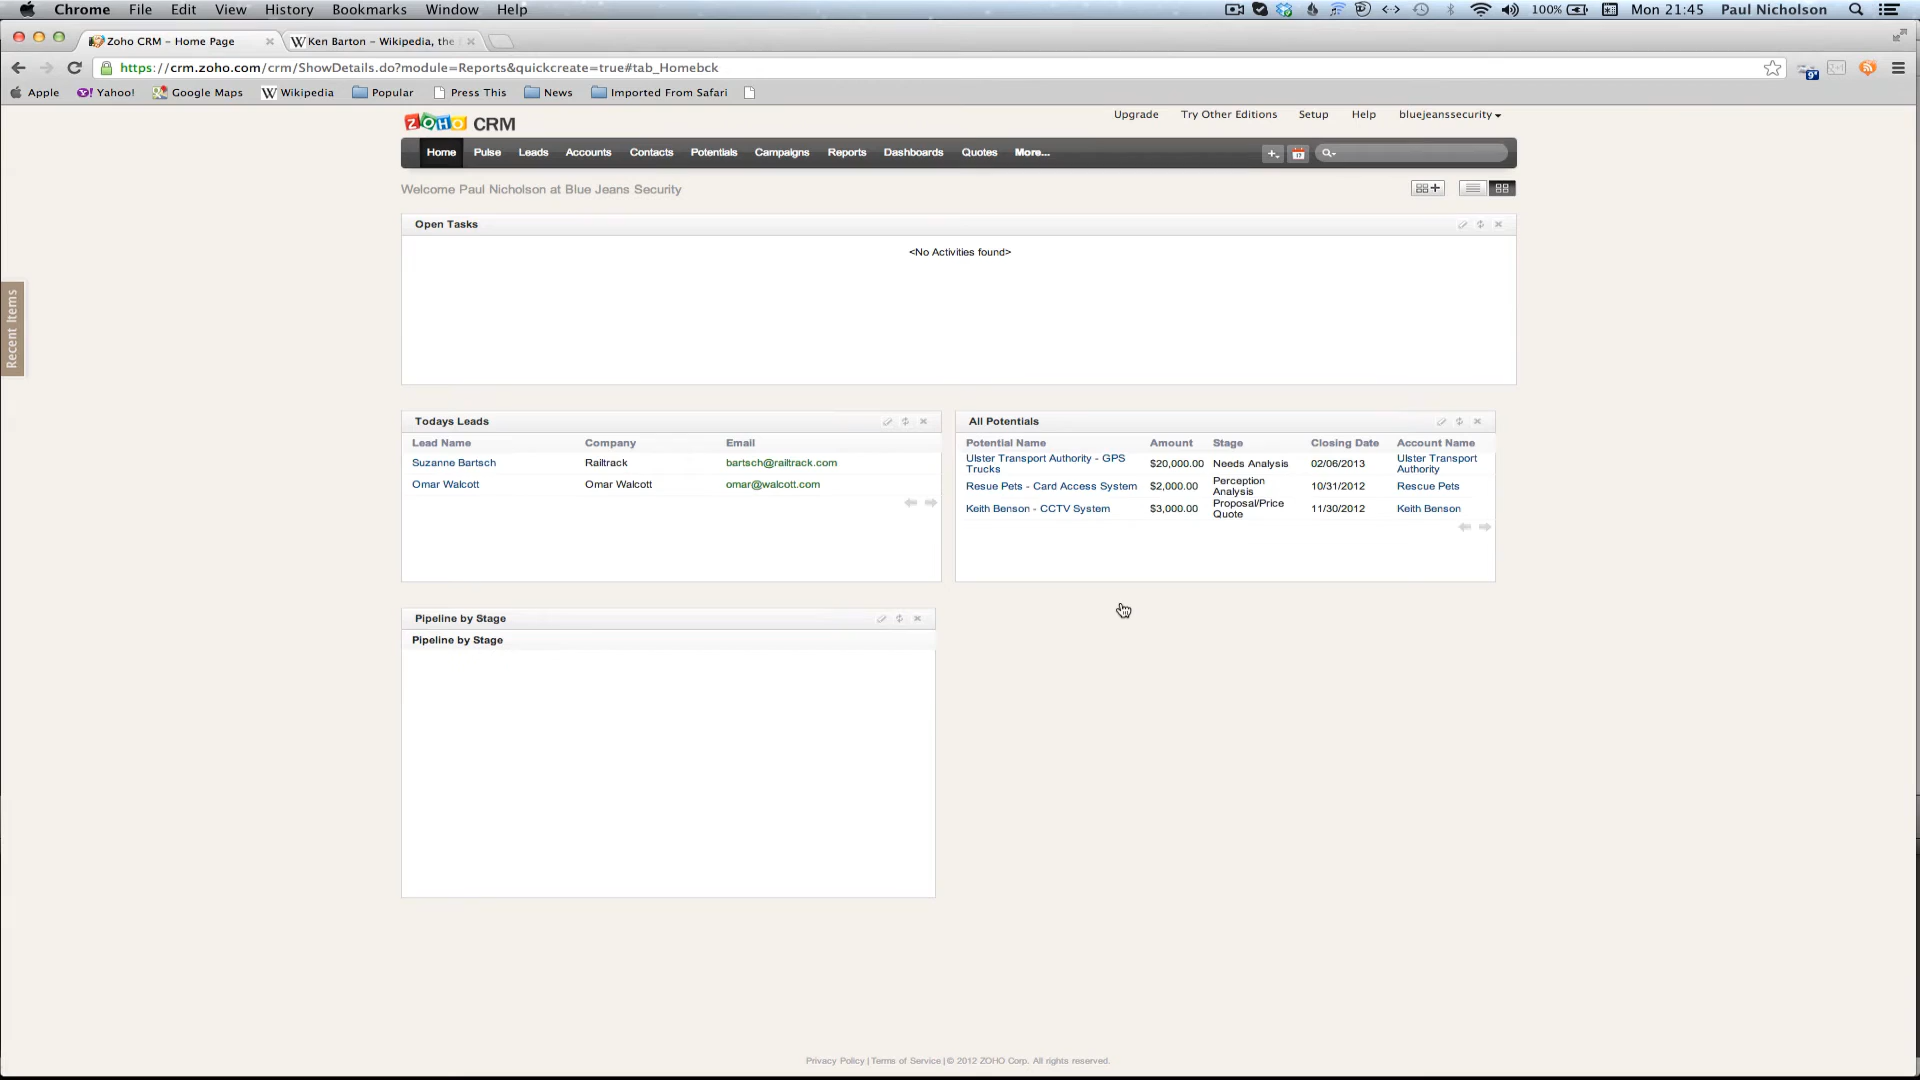 Chrome File Edit View History Bookmarks Window Help 100% Mon 21:45 Paul Nicholson
Zoho CRM – Home Page Ken Barton – Wikipedia, the
https://crm.zoho.com/crm/ShowDetails.do?module=Reports&quickcreate=true#tab_Homebck
Apple Yahoo! Google Maps Wikipedia Popular Press This News Imported From Safari
ZOHO CRM Upgrade Try Other Editions Setup Help bluejeanssecurity
Home Pulse Leads Accounts Contacts Potentials Campaigns Reports Dashboards Quotes More...
Welcome Paul Nicholson at Blue Jeans Security
Open Tasks
<No Activities found>
Recent Items
Todays Leads
Lead Name Company Email
Suzanne Bartsch Railtrack bartsch@railtrack.com
Omar Walcott Omar Walcott omar@walcott.com
All Potentials
Potential Name Amount Stage Closing Date Account Name
Ulster Transport Authority - GPS Trucks $20,000.00 Needs Analysis 02/06/2013 Ulster Transport Authority
Resue Pets - Card Access System $2,000.00 Perception Analysis 10/31/2012 Rescue Pets
Keith Benson - CCTV System $3,000.00 Proposal/Price Quote 11/30/2012 Keith Benson
Pipeline by Stage
Pipeline by Stage
Privacy Policy | Terms of Service | © 2012 ZOHO Corp. All rights reserved.